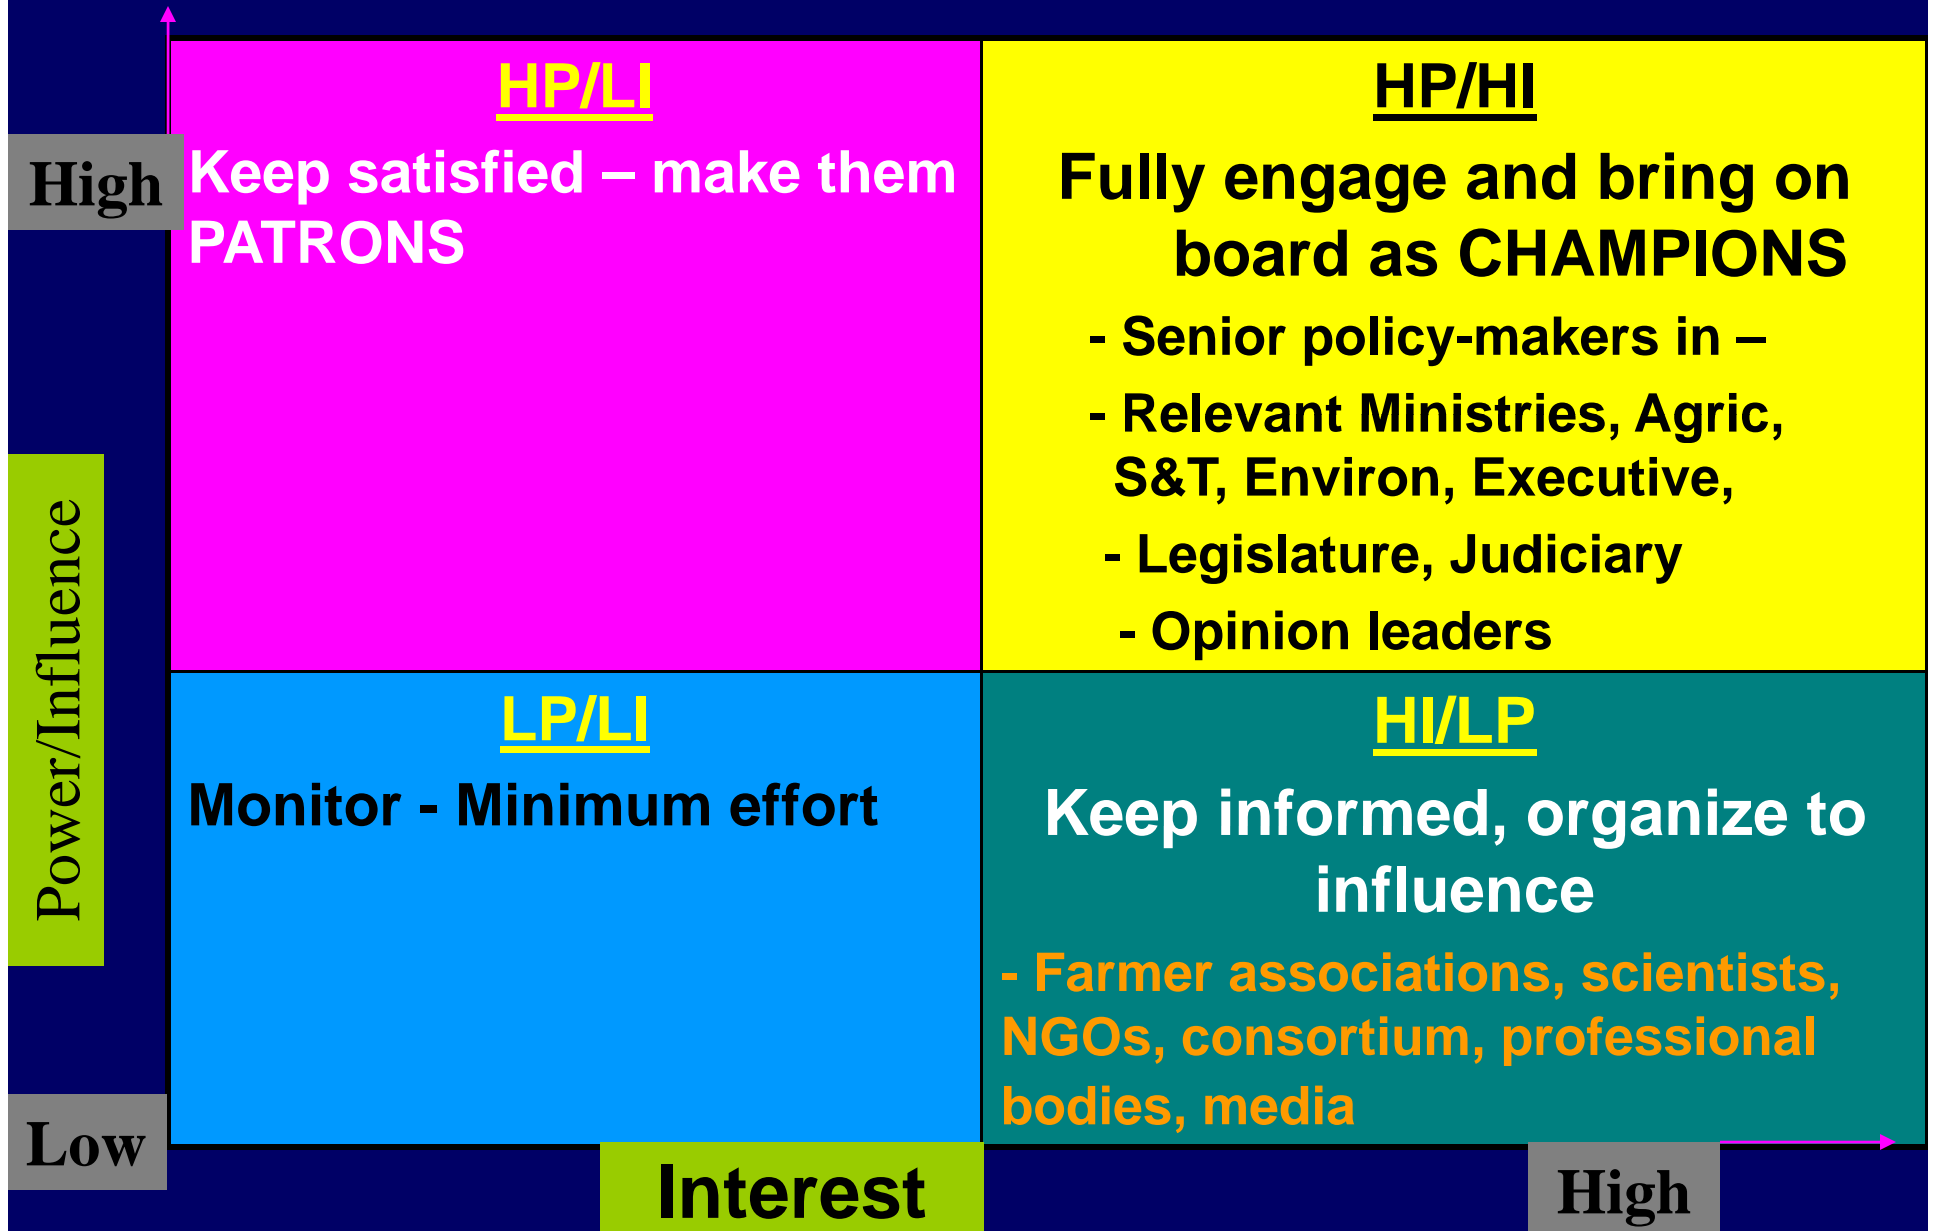 HP/LI
Keep satisfied – make them
PATRONS
HP/HI
Fully engage and bring on
board as CHAMPIONS
- Senior policy-makers in –
- Relevant Ministries, Agric,
S&T, Environ, Executive,
- Legislature, Judiciary
- Opinion leaders
High
Power/Influence
LP/LI
Monitor - Minimum effort
HI/LP
Keep informed, organize to
influence
- Farmer associations, scientists,
NGOs, consortium, professional
bodies, media
Low
Interest
High